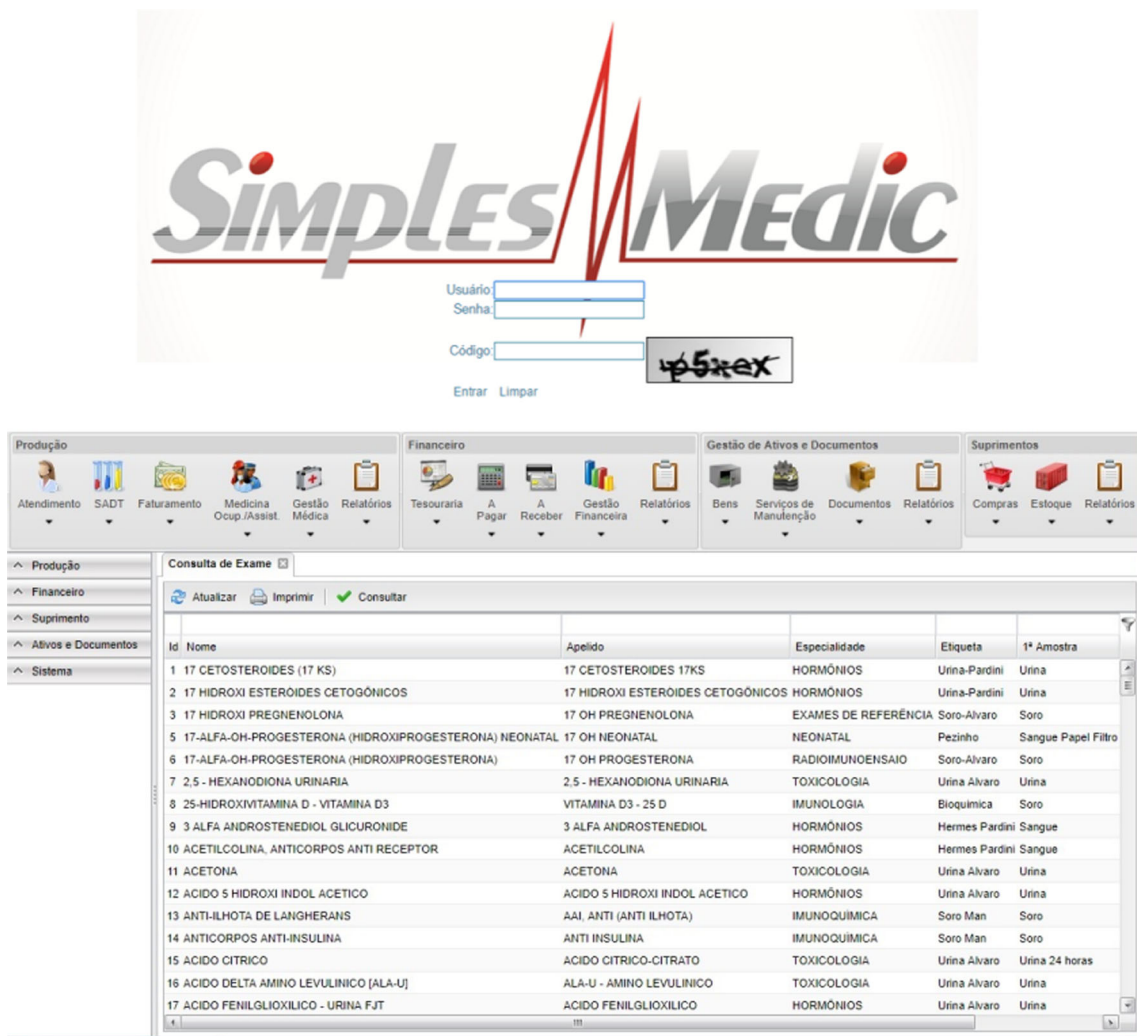 Simples Medic
Usuário:
Senha:
Código:
p5xex
Entrar Limpar
Produção Financeiro Gestão de Ativos e Documentos Suprimentos
Atendimento SADT Faturamento Medicina Ocup./Assist. Gestão Médica Relatórios Tesouraria A Pagar A Receber Gestão Financeira Relatórios Bens Serviços de Manutenção Documentos Relatórios Compras Estoque Relatórios
Produção
Financeiro
Suprimento
Ativos e Documentos
Sistema
Consulta de Exame
Atualizar Imprimir Consultar
Id Nome Apelido Especialidade Etiqueta 1ª Amostra
1 17 CETOSTEROIDES (17 KS) 17 CETOSTEROIDES 17KS HORMÔNIOS Urina-Pardini Urina
2 17 HIDROXI ESTERÓIDES CETOGÔNICOS 17 HIDROXI ESTERÓIDES CETOGÔNICOS HORMÔNIOS Urina-Pardini Urina
3 17 HIDROXI PREGNENOLONA 17 OH PREGNENOLONA EXAMES DE REFERÊNCIA Soro-Alvaro Soro
5 17-ALFA-OH-PROGESTERONA (HIDROXIPROGESTERONA) NEONATAL 17 OH NEONATAL NEONATAL Pezinho Sangue Papel Filtro
6 17-ALFA-OH-PROGESTERONA (HIDROXIPROGESTERONA) 17 OH PROGESTERONA RADIOIMUNOENSAIO Soro-Alvaro Soro
7 2,5 - HEXANODIONA URINARIA 2,5 - HEXANODIONA URINARIA TOXICOLOGIA Urina Alvaro Urina
8 25-HIDROXIVITAMINA D - VITAMINA D3 VITAMINA D3 - 25 D IMUNOLOGIA Bioquimica Soro
9 3 ALFA ANDROSTENEDIOL GLICURONIDE 3 ALFA ANDROSTENEDIOL HORMÔNIOS Hermes Pardini Sangue
10 ACETILCOLINA, ANTICORPOS ANTI RECEPTOR ACETILCOLINA HORMÔNIOS Hermes Pardini Sangue
11 ACETONA ACETONA TOXICOLOGIA Urina Alvaro Urina
12 ACIDO 5 HIDROXI INDOL ACETICO ACIDO 5 HIDROXI INDOL ACETICO HORMÔNIOS Urina Alvaro Urina
13 ANTI-ILHOTA DE LANGHERANS AAI, ANTI (ANTI ILHOTA) IMUNOQUÍMICA Soro Man Soro
14 ANTICORPOS ANTI-INSULINA ANTI INSULINA IMUNOQUÍMICA Soro Man Soro
15 ACIDO CITRICO ACIDO CITRICO-CITRATO TOXICOLOGIA Urina Alvaro Urina 24 horas
16 ACIDO DELTA AMINO LEVULINICO [ALA-U] ALA-U - AMINO LEVULINICO TOXICOLOGIA Urina Alvaro Urina
17 ACIDO FENILGLIOXILICO - URINA FJT ACIDO FENILGLIOXILICO HORMÔNIOS Urina Alvaro Urina